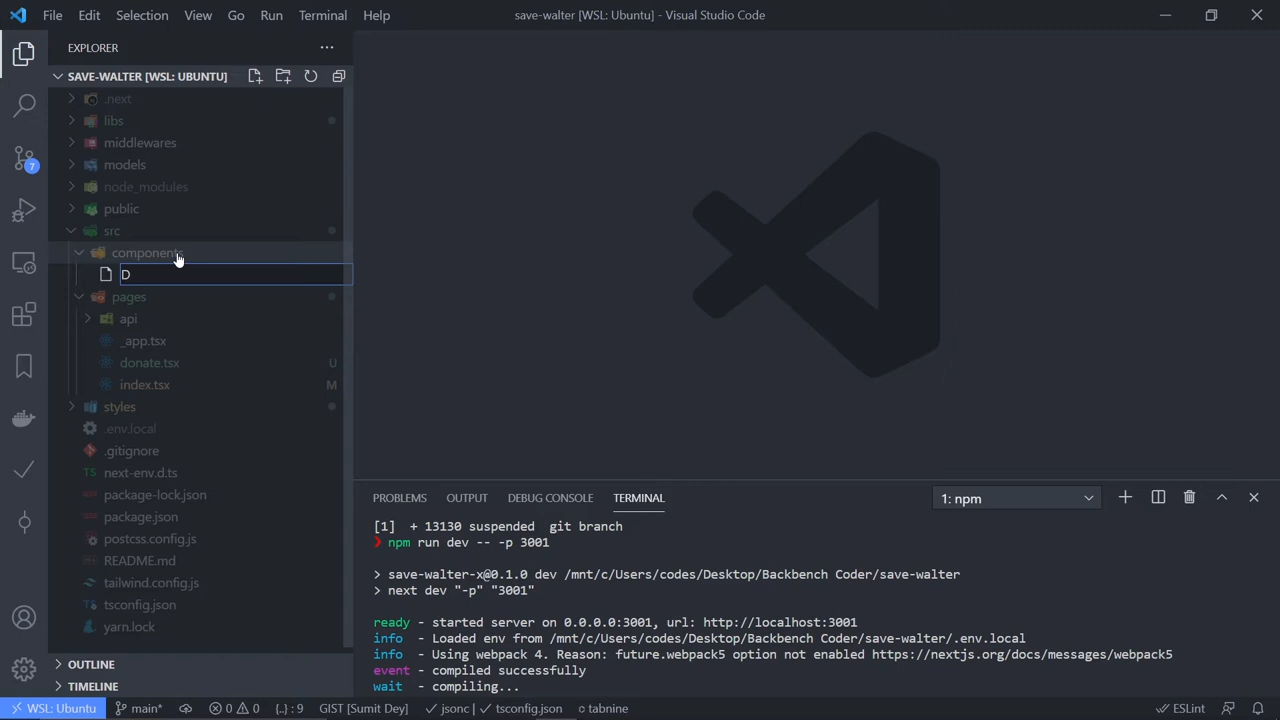 File Edit Selection View Go Run Terminal Help
save-walter [WSL: Ubuntu] - Visual Studio Code
EXPLORER
SAVE-WALTER [WSL: UBUNTU]
.next
libs
middlewares
models
node_modules
public
src
components
D
pages
api
_app.tsx
donate.tsx U
index.tsx M
styles
.env.local
.gitignore
TS next-env.d.ts
package-lock.json
package.json
postcss.config.js
README.md
tailwind.config.js
tsconfig.json
yarn.lock
OUTLINE
TIMELINE
7
PROBLEMS OUTPUT DEBUG CONSOLE TERMINAL
1: npm
[1] + 13130 suspended git branch
❯ npm run dev -- -p 3001
> save-walter-x@0.1.0 dev /mnt/c/Users/codes/Desktop/Backbench Coder/save-walter
> next dev "-p" "3001"
ready - started server on 0.0.0.0:3001, url: http://localhost:3001
info - Loaded env from /mnt/c/Users/codes/Desktop/Backbench Coder/save-walter/.env.local
info - Using webpack 4. Reason: future.webpack5 option not enabled https://nextjs.org/docs/messages/webpack5
event - compiled successfully
wait - compiling...
WSL: Ubuntu main* 0 0 {..} : 9 GIST [Sumit Dey] jsonc | tsconfig.json tabnine ESLint